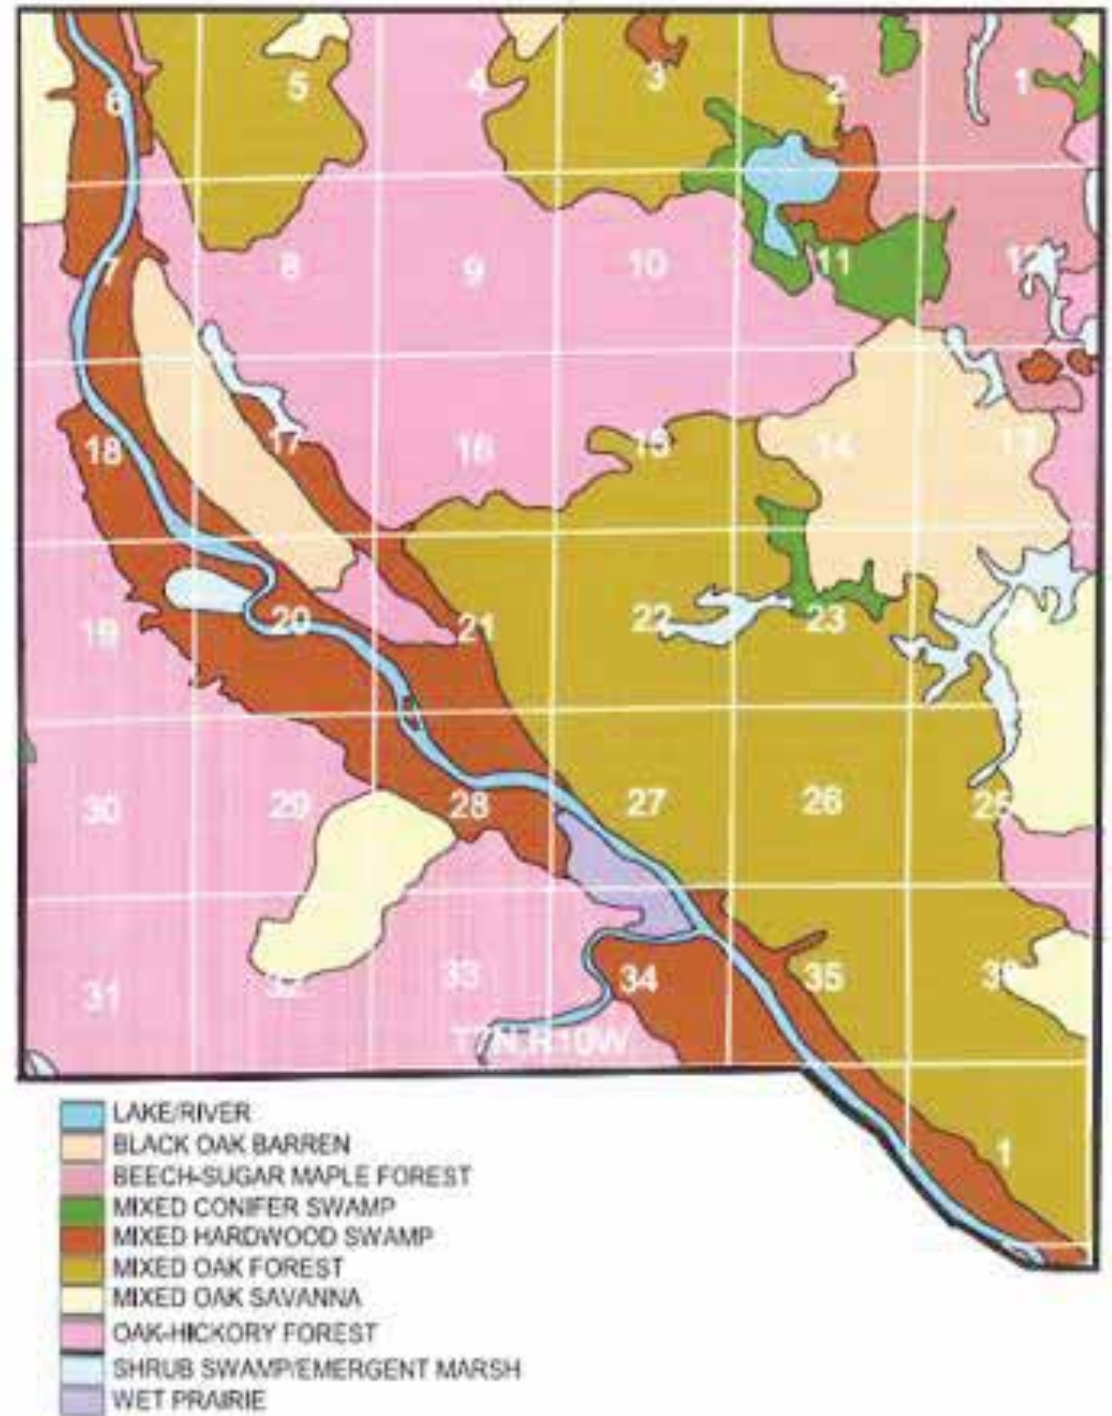 6 5 4 3 2 1
7 8 9 10 11 12
18 17 16 15 14 13
19 20 21 22 23
30 29 28 27 26 25
31 32 33 34 35 36
T7N,R10W
1
LAKE/RIVER
BLACK OAK BARREN
BEECH-SUGAR MAPLE FOREST
MIXED CONIFER SWAMP
MIXED HARDWOOD SWAMP
MIXED OAK FOREST
MIXED OAK SAVANNA
OAK-HICKORY FOREST
SHRUB SWAMP/EMERGENT MARSH
WET PRAIRIE